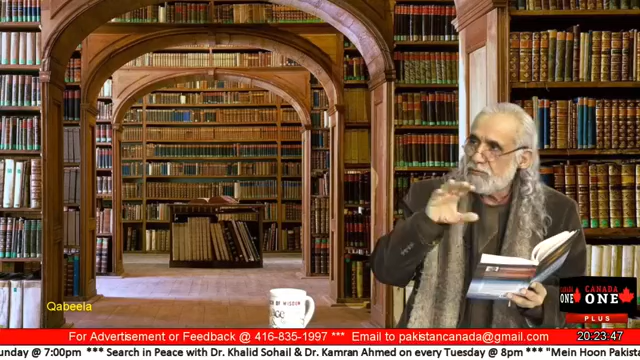 Qabeela
CANADA
ONE ONE
PLUS
For Advertisement or Feedback @ 416-835-1997 *** Email to pakistancanada@gmail.com
20:23:47
unday @ 7:00pm *** Search in Peace with Dr. Khalid Sohail & Dr. Kamran Ahmed on every Tuesday @ 8pm *** "Mein Hoon